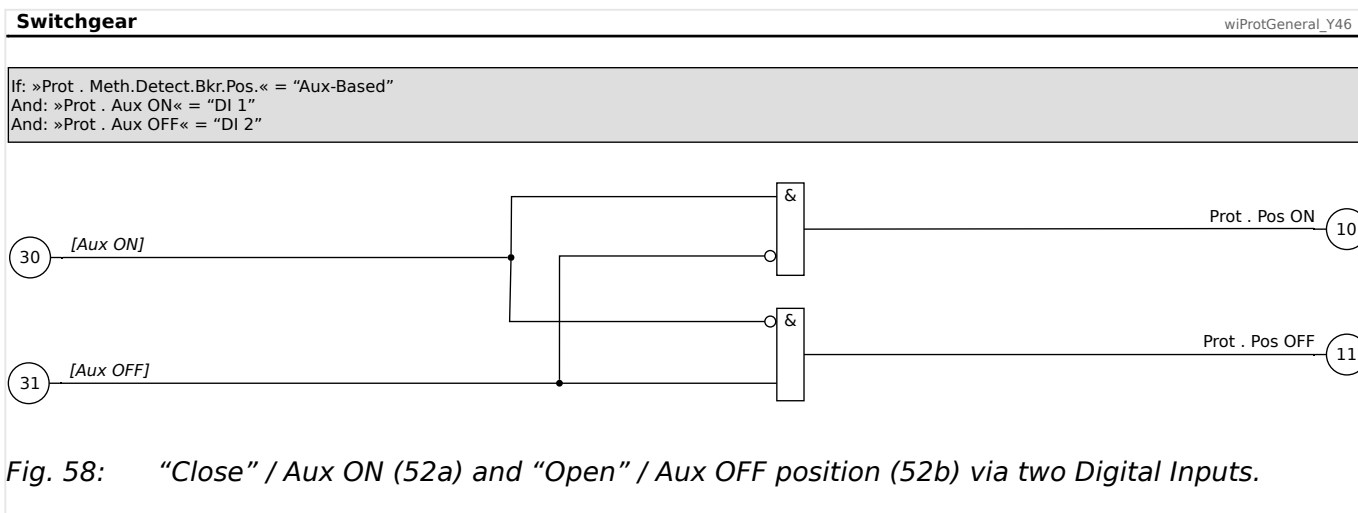 Switchgear
wiProtGeneral_Y46
If: »Prot . Meth.Detect.Bkr.Pos.« = “Aux-Based”
And: »Prot . Aux ON« = “DI 1”
And: »Prot . Aux OFF« = “DI 2”
&
Prot . Pos ON
10
30
[Aux ON]
&
Prot . Pos OFF
11
31
[Aux OFF]
Fig. 58: “Close” / Aux ON (52a) and “Open” / Aux OFF position (52b) via two Digital Inputs.